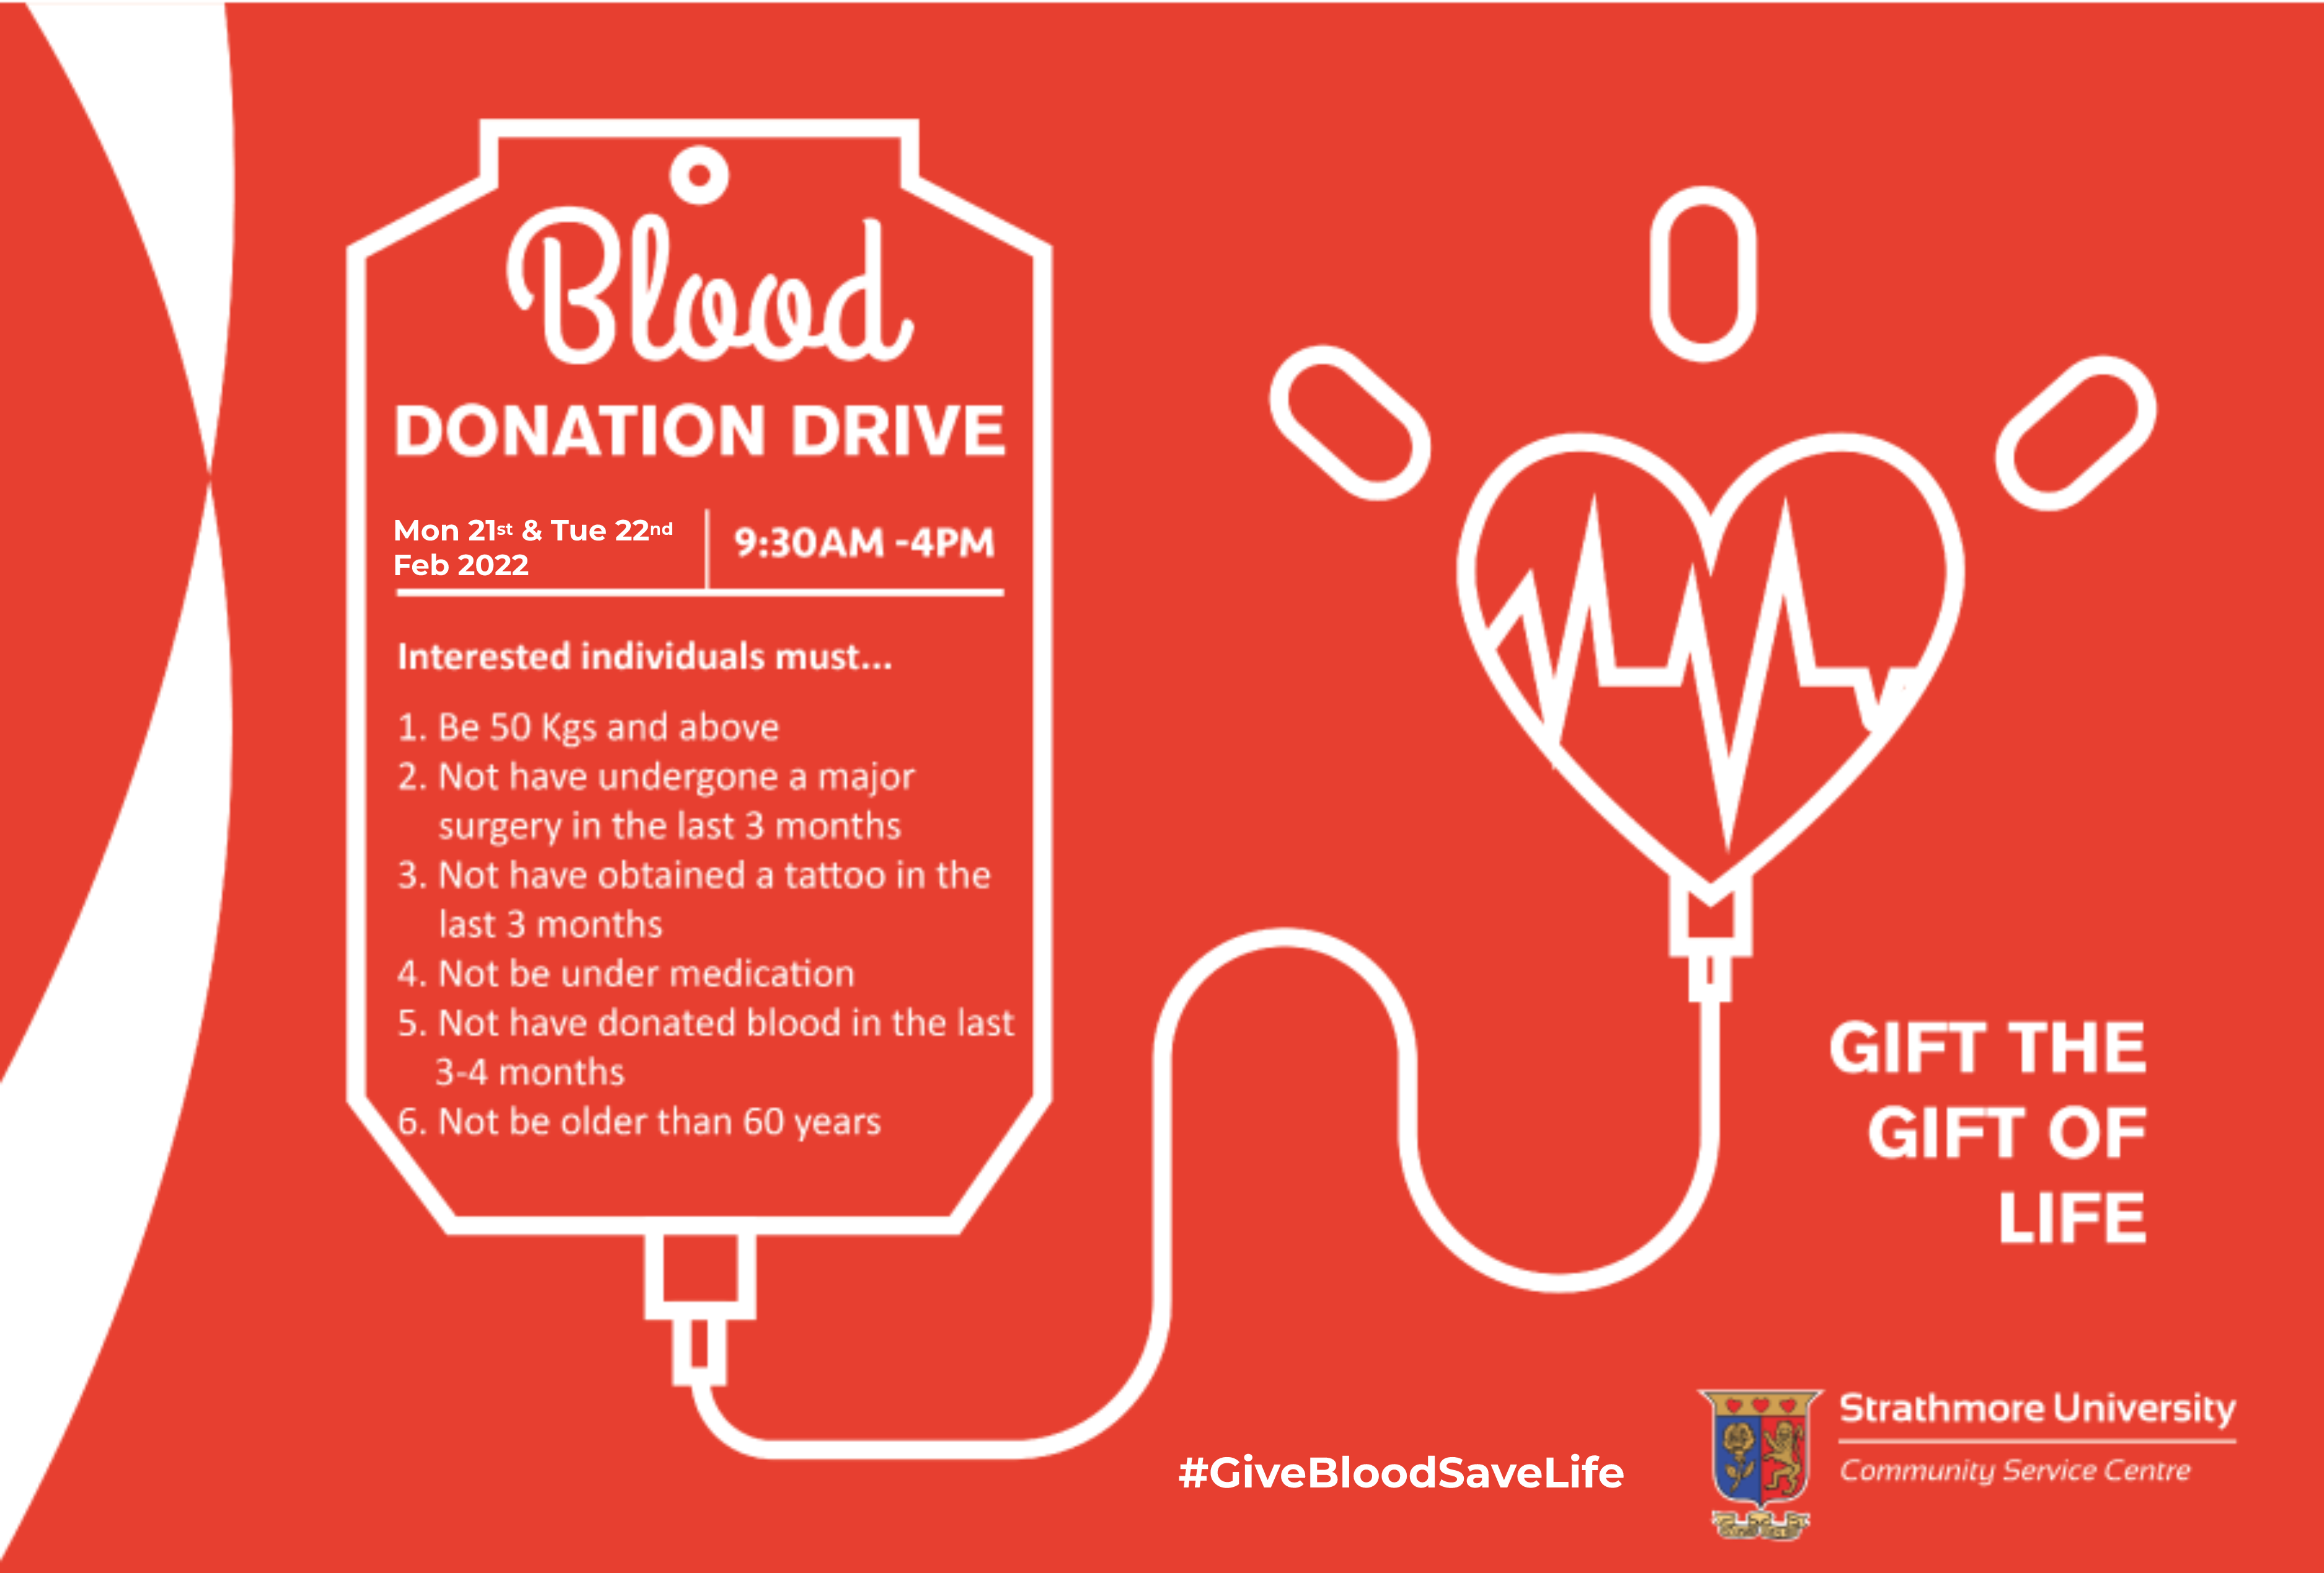 Blood
DONATION DRIVE
Mon 21st & Tue 22nd
Feb 2022
9:30AM -4PM
Interested individuals must...
1. Be 50 Kgs and above
2. Not have undergone a major
surgery in the last 3 months
3. Not have obtained a tattoo in the
last 3 months
4. Not be under medication
5. Not have donated blood in the last
3-4 months
6. Not be older than 60 years
GIFT THE
GIFT OF
LIFE
#GiveBloodSaveLife
Strathmore University
Community Service Centre